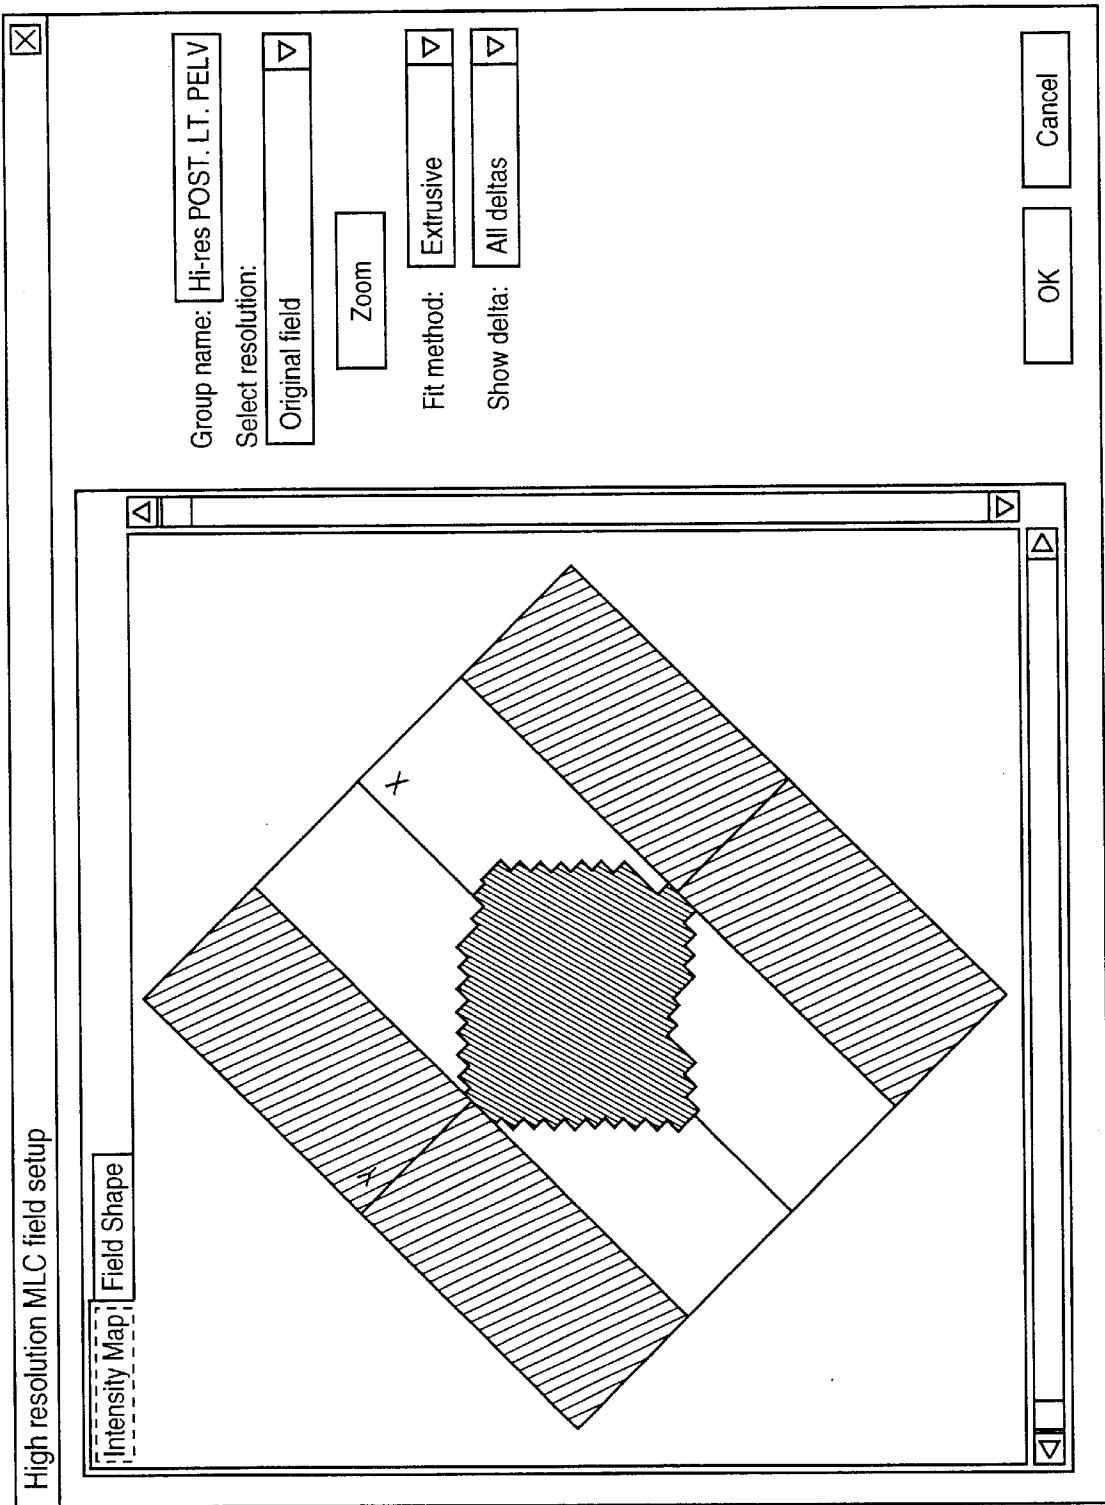 High resolution MLC field setup
Intensity Map
Field Shape
X
Y
Group name: Hi-res POST. LT. PELV
Select resolution:
Original field
Zoom
Fit method: Extrusive
Show delta: All deltas
OK
Cancel